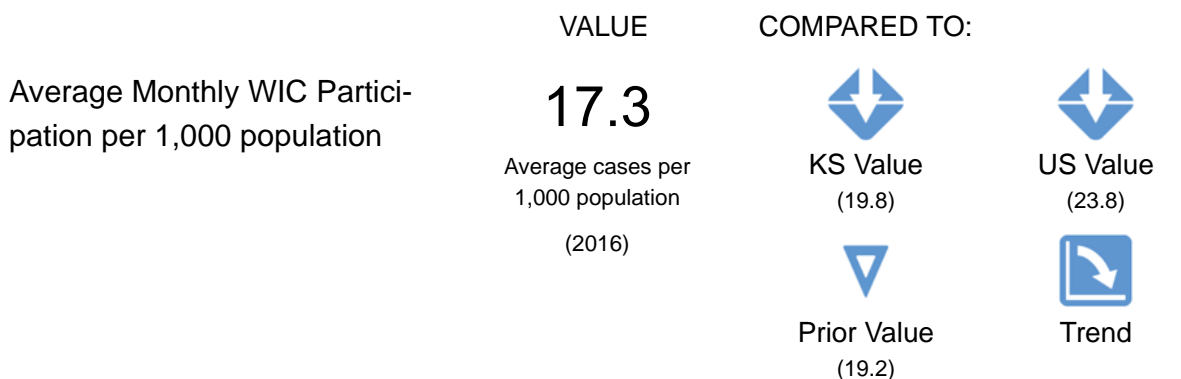 VALUE
COMPARED TO:
Average Monthly WIC Partici-
pation per 1,000 population
17.3
Average cases per
1,000 population
(2016)
KS Value
(19.8)
US Value
(23.8)
Prior Value
(19.2)
Trend